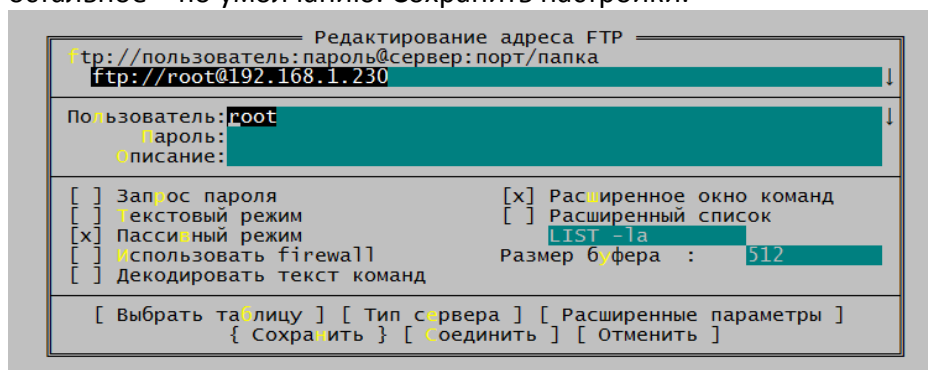 остальное – по умолчанию. Сохранить настройки.
Редактирование адреса FTP
ftp://пользователь:пароль@сервер:порт/папка
ftp://root@192.168.1.230 ↓
Пользователь:root ↓
Пароль:
Описание:
[ ] Запрос пароля [x] Расширенное окно команд
[ ] Текстовый режим [ ] Расширенный список
[x] Пассивный режим LIST -la
[ ] Использовать firewall Размер буфера : 512
[ ] Декодировать текст команд
[ Выбрать таблицу ] [ Тип сервера ] [ Расширенные параметры ]
{ Сохранить } [ Соединить ] [ Отменить ]